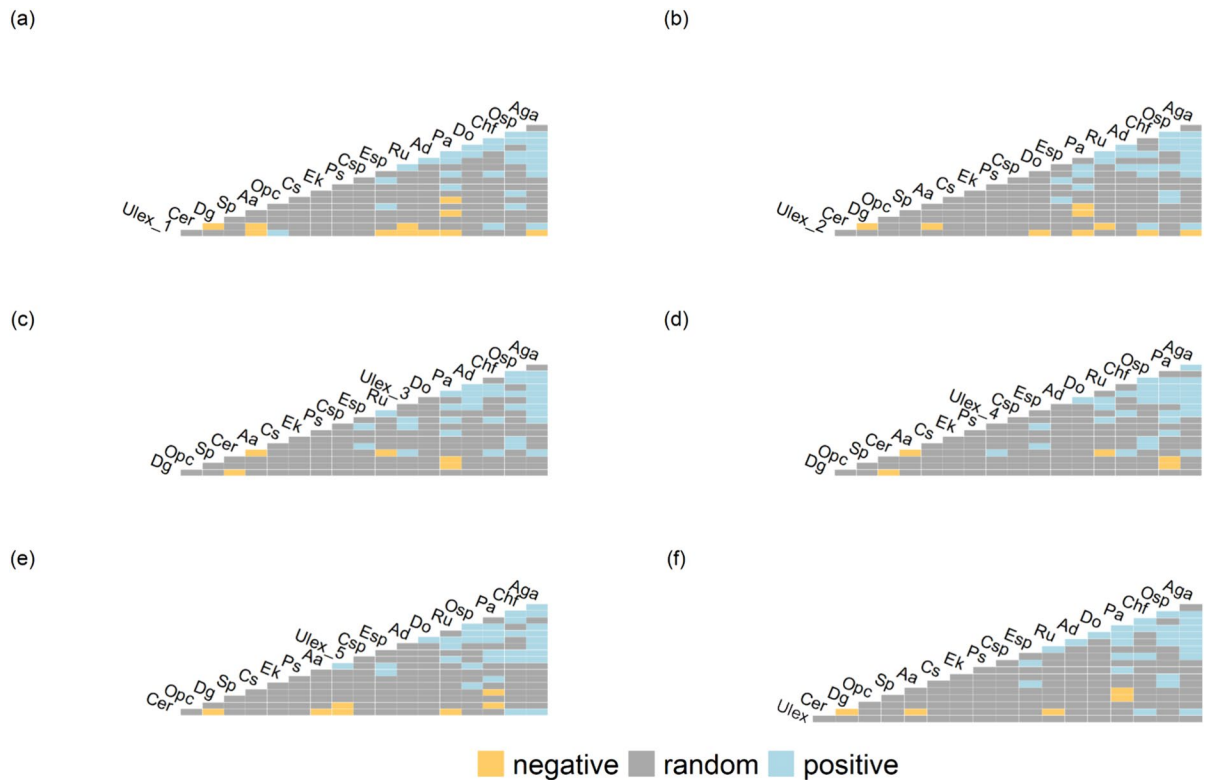 (a)
Ulex_1 Cer Dg Sp Aa Opc Cs Ek Ps Csp Esp Ru Ad Pa Do Chf Osp Aga
(b)
Ulex_2 Cer Dg Opc Sp Aa Cs Ek Ps Csp Do Esp Pa Ru Ad Chf Osp Aga
(c)
Dg Opc Sp Cer Aa Cs Ek Ps Csp Esp Ru Ulex_3 Do Pa Ad Chf Osp Aga
(d)
Dg Opc Sp Cer Aa Cs Ek Ps Ulex_4 Csp Esp Ad Do Ru Chf Osp Pa Aga
(e)
Cer Opc Dg Sp Cs Ek Ps Aa Ulex_5 Csp Esp Ad Do Ru Osp Pa Chf Aga
(f)
Ulex Cer Dg Opc Sp Aa Cs Ek Ps Csp Esp Ru Ad Do Pa Chf Osp Aga
negative random positive